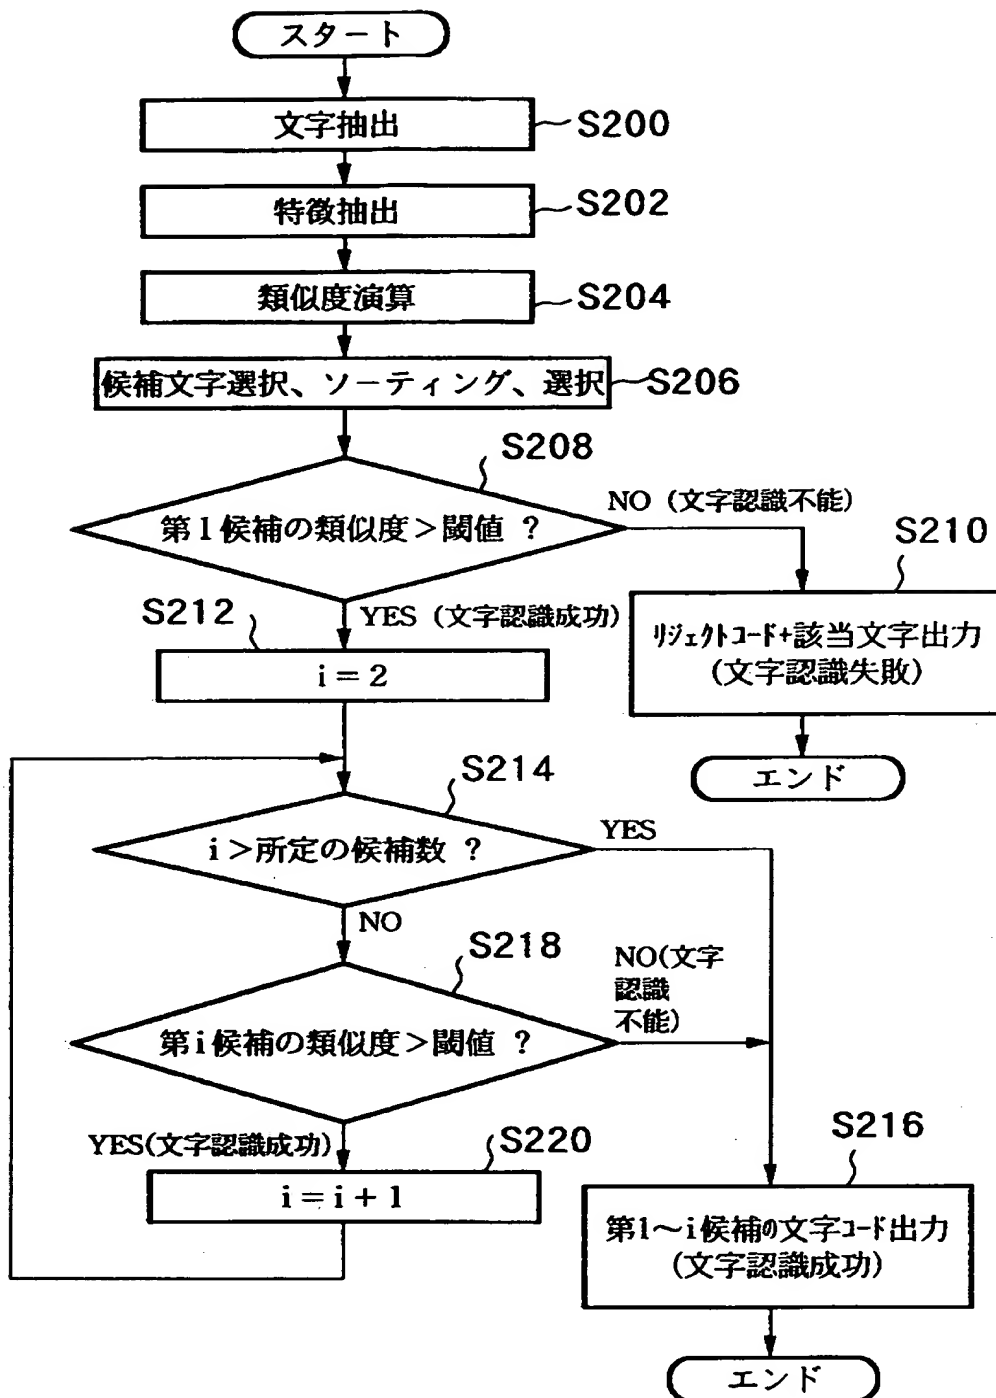 スタート
文字抽出
S200
特徴抽出
S202
類似度演算
S204
候補文字選択、ソーティング、選択
S206
S208
第1候補の類似度>閾値 ?
NO (文字認識不能)
S210
リジェクトコード+該当文字出力
(文字認識失敗)
エンド
YES (文字認識成功)
S212
i = 2
S214
i>所定の候補数 ?
YES
NO
S218
第i候補の類似度>閾値 ?
NO(文字
認識
不能)
YES(文字認識成功)
S220
i = i + 1
S216
第1~i候補の文字コード出力
(文字認識成功)
エンド